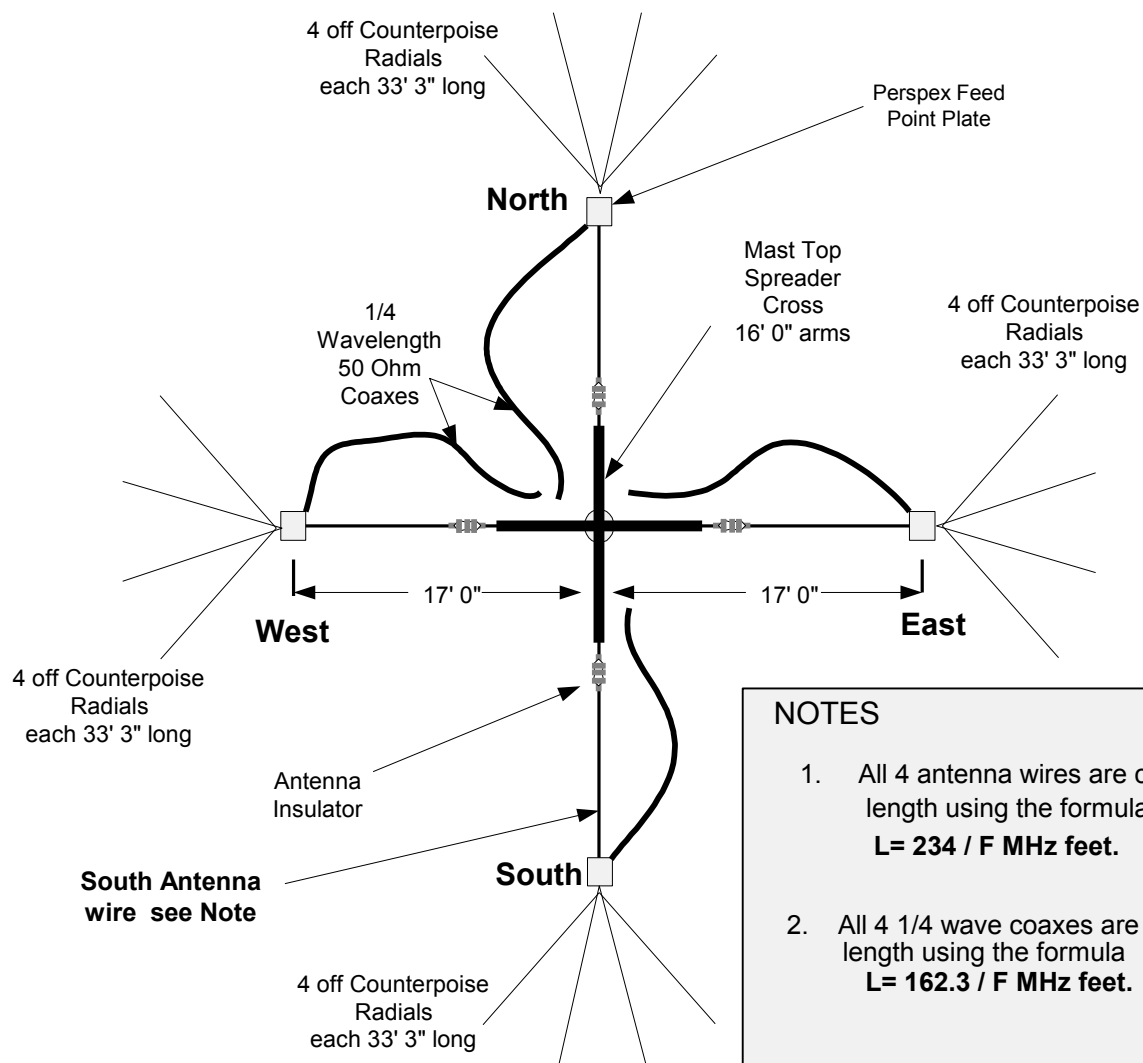 4 off Counterpoise
Radials
each 33' 3" long
Perspex Feed
Point Plate
North
Mast Top
Spreader
Cross
16' 0" arms
1/4
Wavelength
50 Ohm
Coaxes
4 off Counterpoise
Radials
each 33' 3" long
17' 0"
17' 0"
West
East
4 off Counterpoise
Radials
each 33' 3" long
Antenna
Insulator
South Antenna
wire see Note
South
4 off Counterpoise
Radials
each 33' 3" long
NOTES
1. All 4 antenna wires are
length using the formula
L= 234 / F MHz feet.
2. All 4 1/4 wave coaxes are
length using the formula
L= 162.3 / F MHz feet.